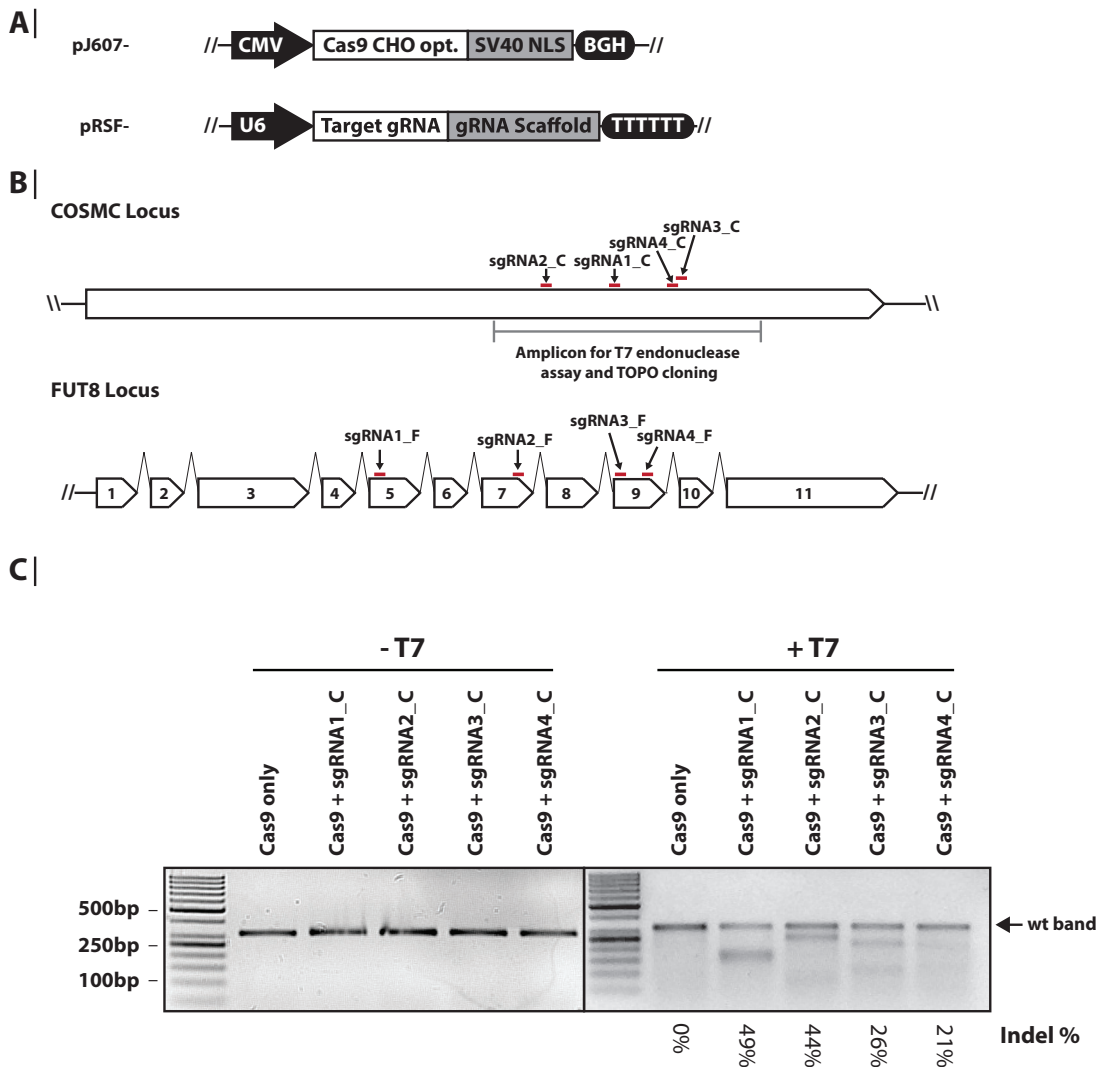 A|
pJ607-
//
CMV
Cas9 CHO opt.
SV40 NLS
BGH
//
pRSF-
//
U6
Target gRNA
gRNA Scaffold
TTTTTT
//
B|
COSMC Locus
sgRNA3_C
sgRNA4_C
sgRNA2_C
sgRNA1_C
\\
\\
Amplicon for T7 endonuclease
assay and TOPO cloning
FUT8 Locus
sgRNA3_F
sgRNA1_F
sgRNA2_F
sgRNA4_F
//
1
2
3
4
5
6
7
8
9
10
11
//
C|
- T7
+ T7
Cas9 only
Cas9 + sgRNA1_C
Cas9 + sgRNA2_C
Cas9 + sgRNA3_C
Cas9 + sgRNA4_C
Cas9 only
Cas9 + sgRNA1_C
Cas9 + sgRNA2_C
Cas9 + sgRNA3_C
Cas9 + sgRNA4_C
500bp
250bp
100bp
wt band
0%
49%
44%
26%
21%
Indel %